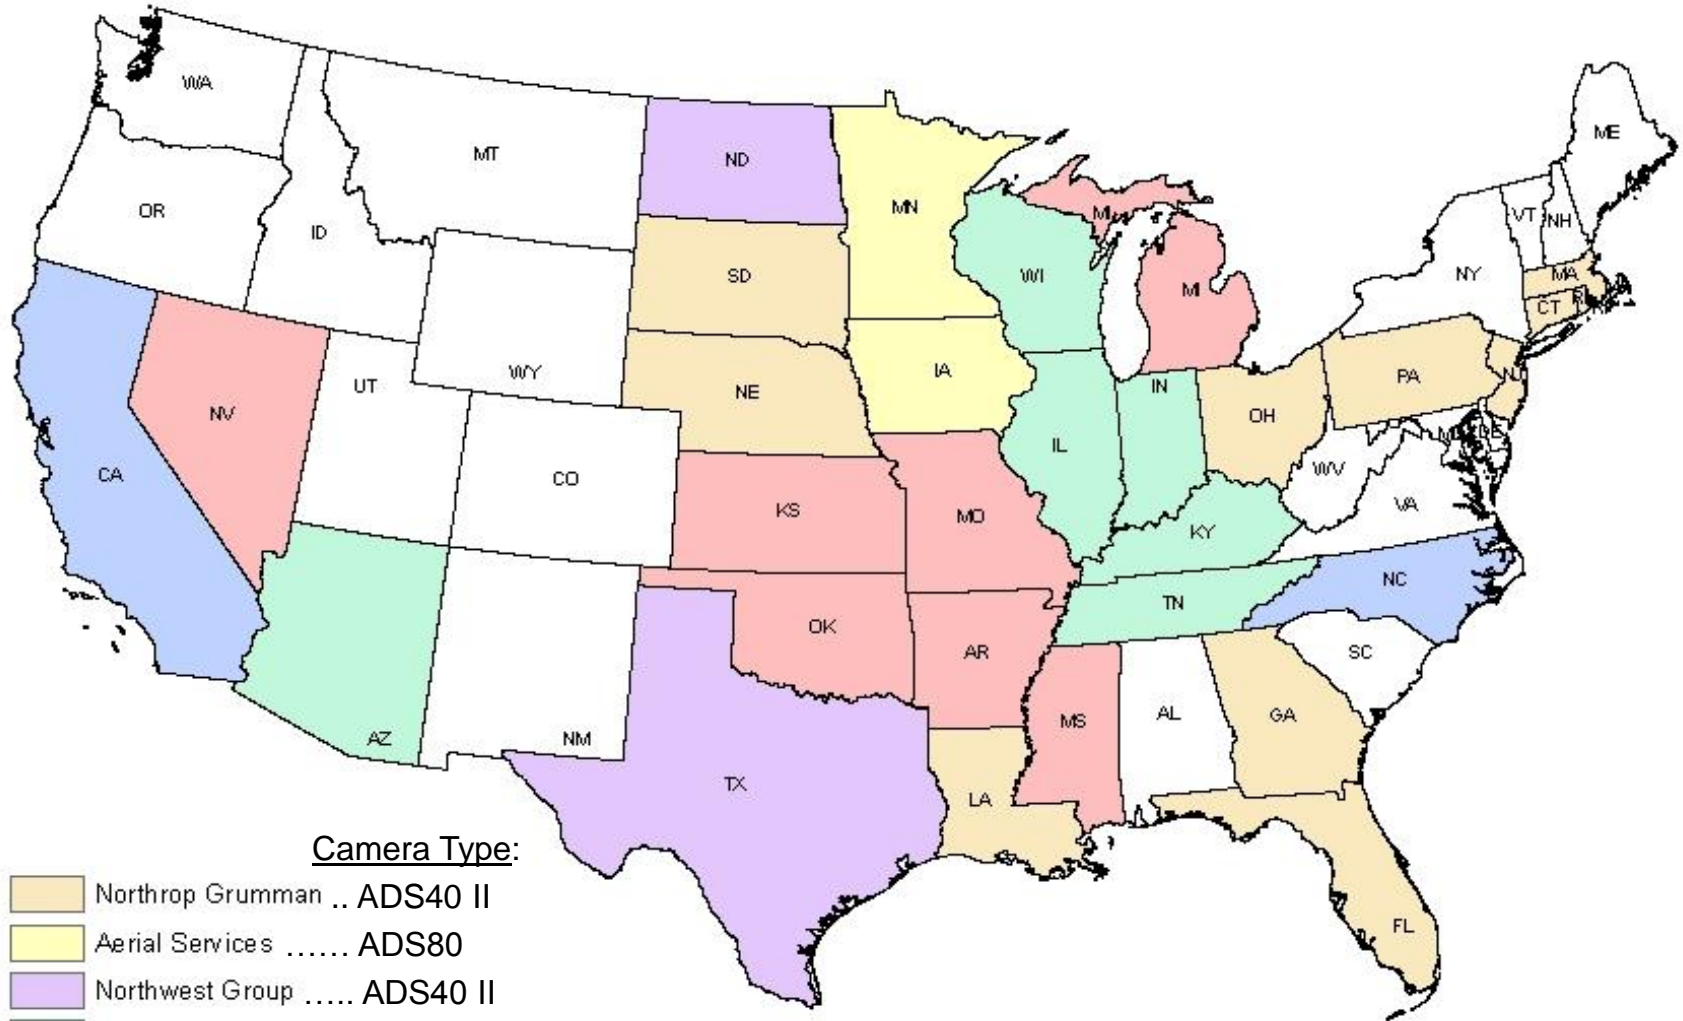 WA
MT
ND
ME
OR
ID
MN
MI
VT
NH
SD
WI
NY
MA
MI
CT
RI
WY
UT
NE
IA
IN
PA
NJ
NV
OH
CA
CO
IL
WV
DE
KS
MO
KY
VA
OK
TN
NC
AR
SC
AZ
NM
MS
AL
GA
TX
LA
FL
Camera Type:
Northrop Grumman .. ADS40 II
Aerial Services ...... ADS80
Northwest Group ..... ADS40 II